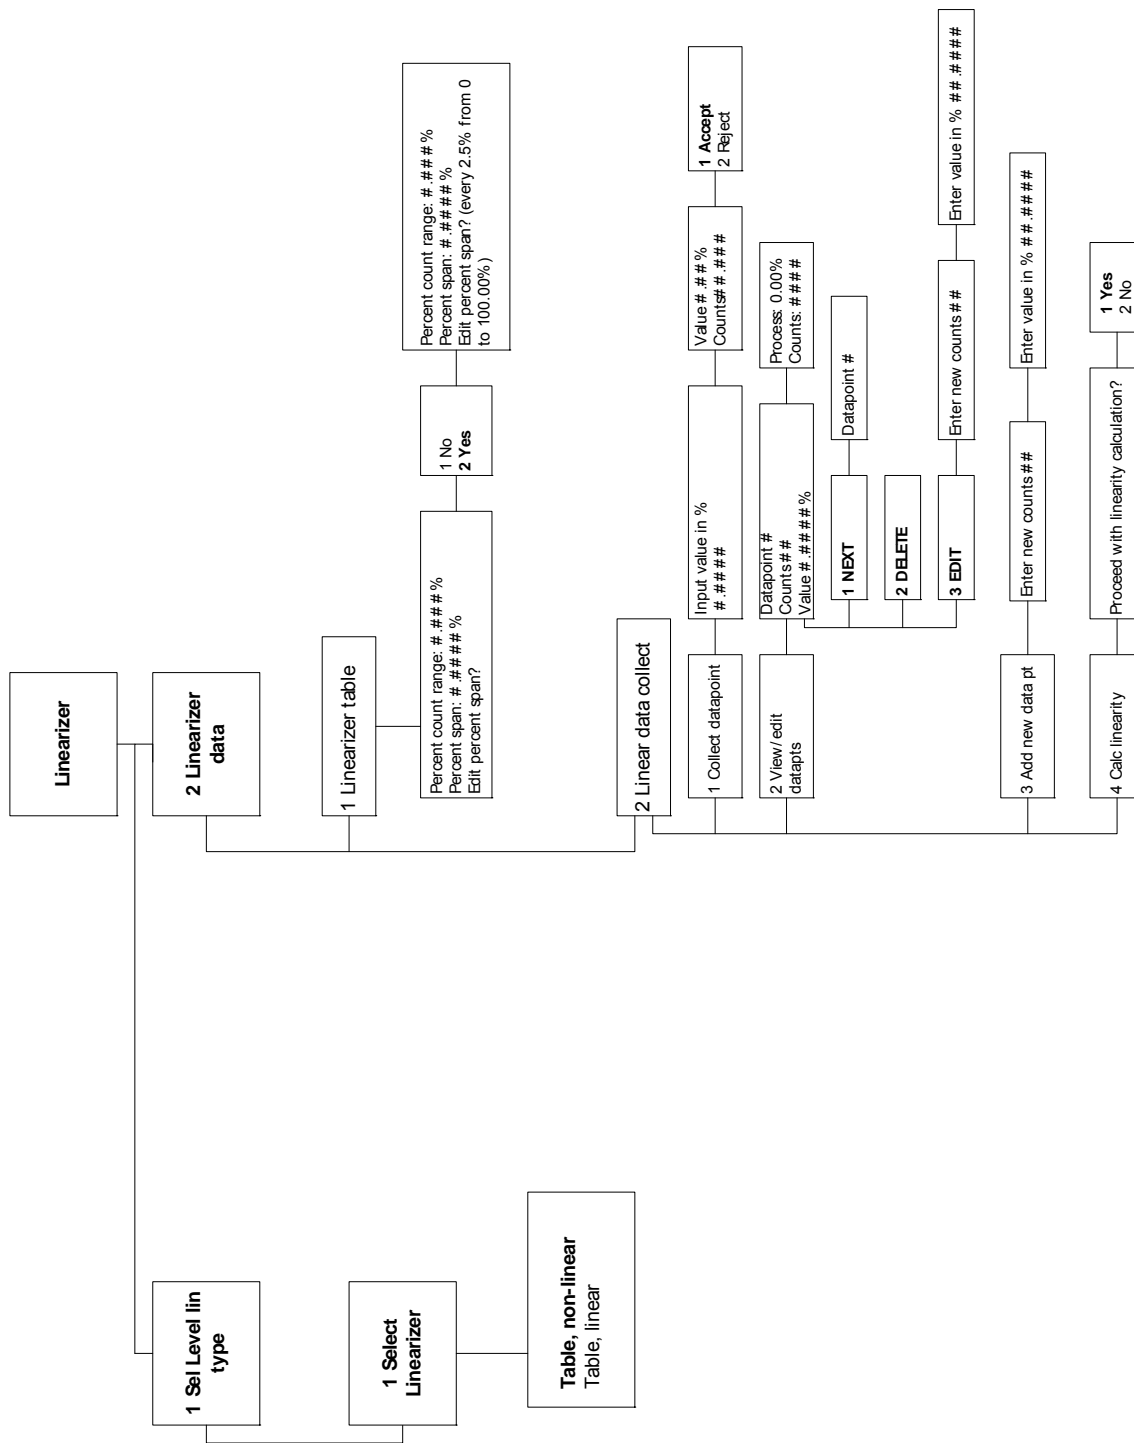 Linearizer
1 Sel Level lin
type
1 Select
Linearizer
Table, non-linear
Table, linear
2 Linearizer
data
1 Linearizer table
Percent count range: #.###%
Percent span: #.####%
Edit percent span?
1 No
2 Yes
Percent count range: #.###%
Percent span: #.####%
Edit percent span? (every 2.5% from 0
to 100.00%)
2 Linear data collect
1 Collect datapoint
Input value in %
#.####
Value #.##%
Counts##.###
1 Accept
2 Reject
2 View/edit
datapts
Datapoint #
Counts##
Value #.####%
Process: 0.00%
Counts: ####
1 NEXT
Datapoint #
2 DELETE
3 EDIT
Enter new counts##
Enter value in % ##.####
3 Add new data pt
Enter new counts##
Enter value in % ##.####
4 Calc linearity
Proceed with linearity calculation?
1 Yes
2 No